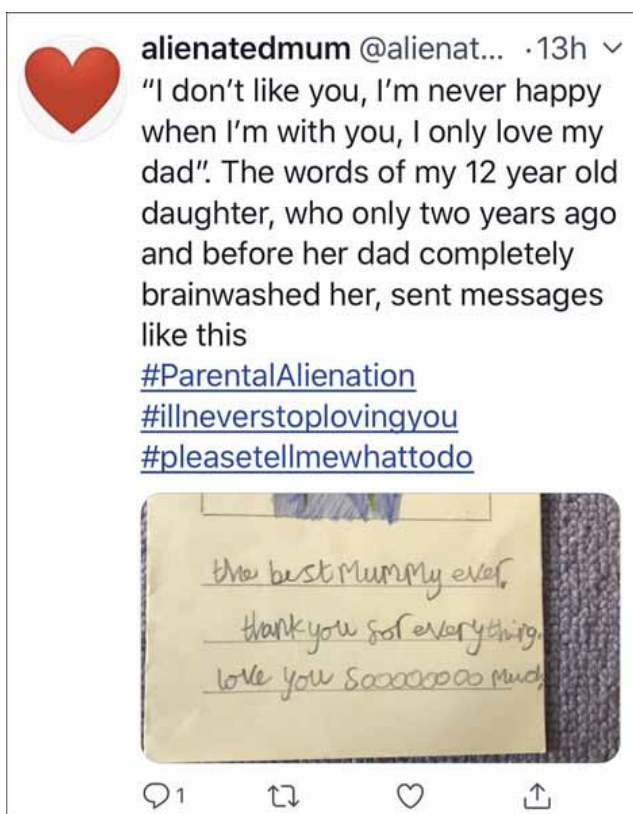 alienatedmum @alienat... ·13h
“I don’t like you, I’m never happy
when I’m with you, I only love my
dad”. The words of my 12 year old
daughter, who only two years ago
and before her dad completely
brainwashed her, sent messages
like this
#ParentalAlienation
#illneverstoplovingyou
#pleasetellmewhattodo
the best Mummy ever.
thank you for everything.
love you Soooooooo Much
1